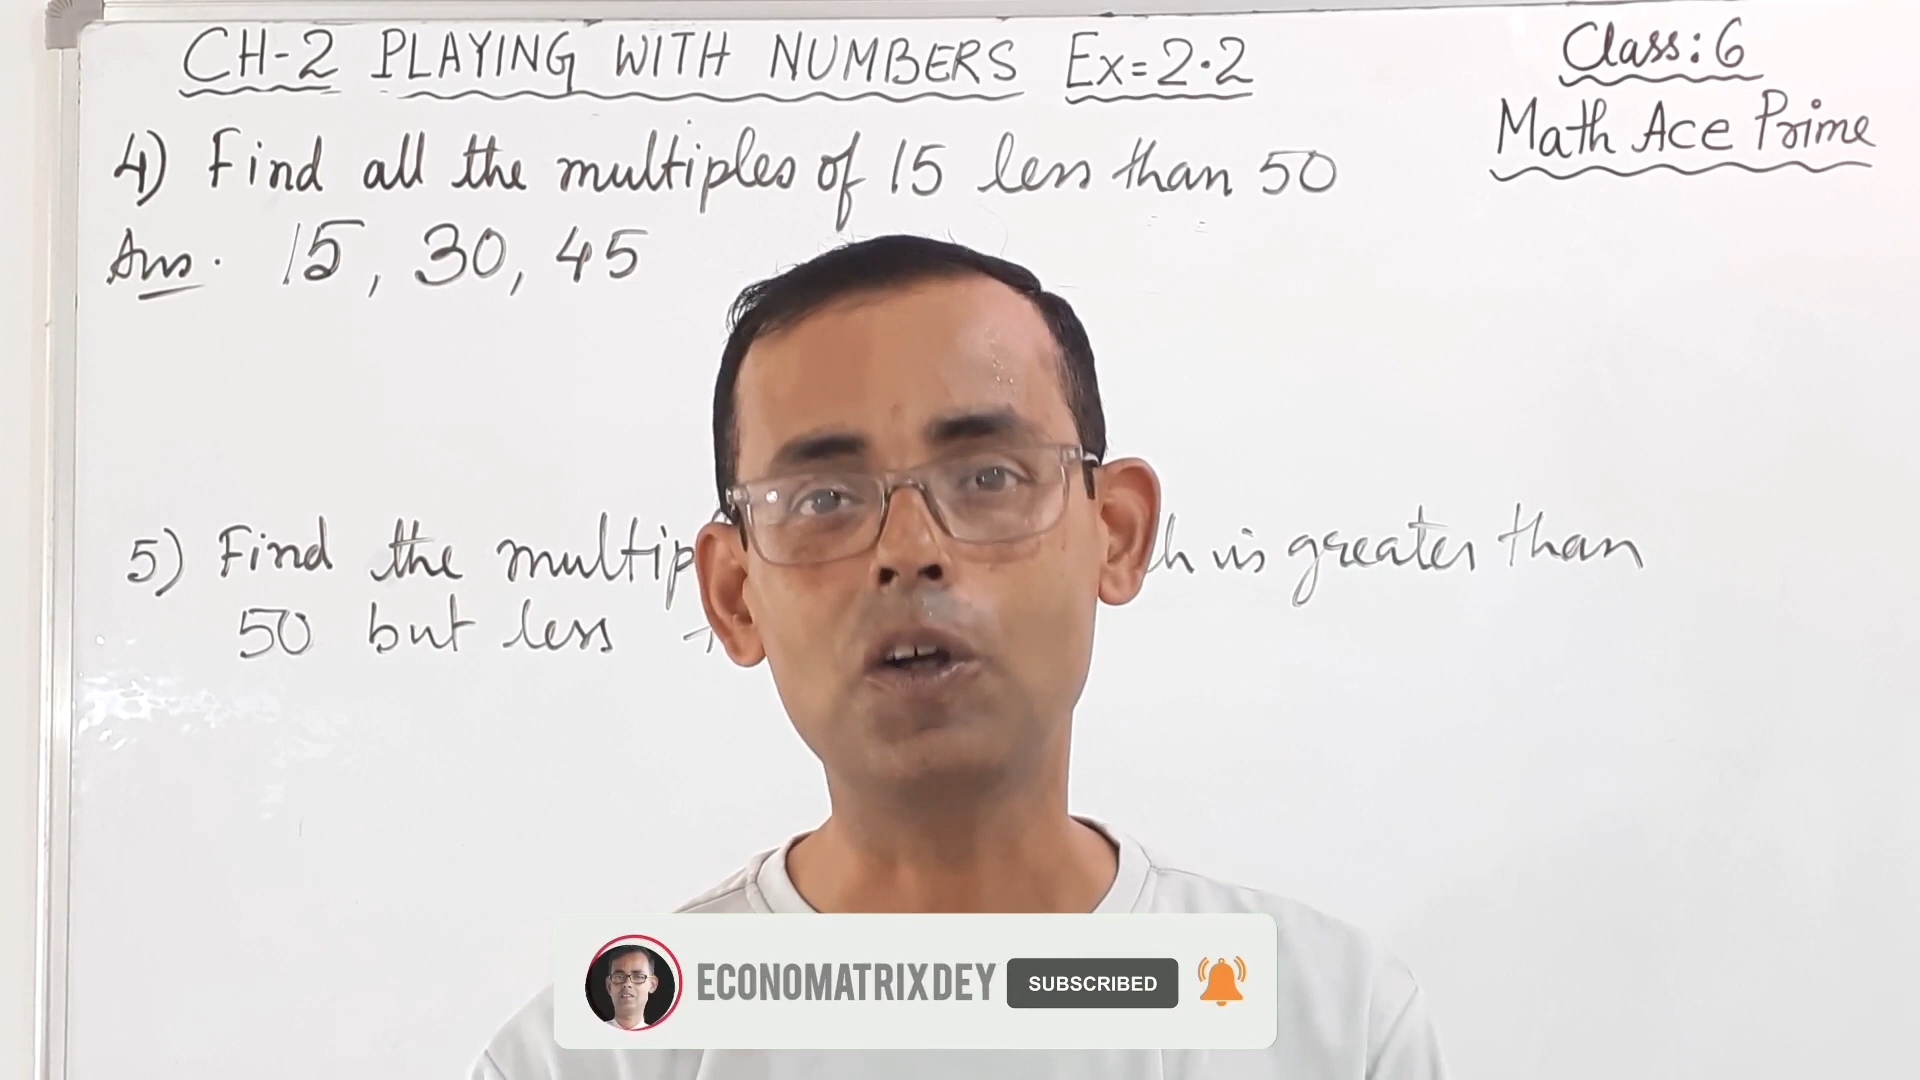 CH-2 PLAYING WITH NUMBERS Ex=2.2
Class: 6
Math Ace Prime
4) Find all the multiples of 15 less than 50
Ans. 15, 30, 45
5) Find the is greater than
50 but less
ECONOMATRIXDEY SUBSCRIBED